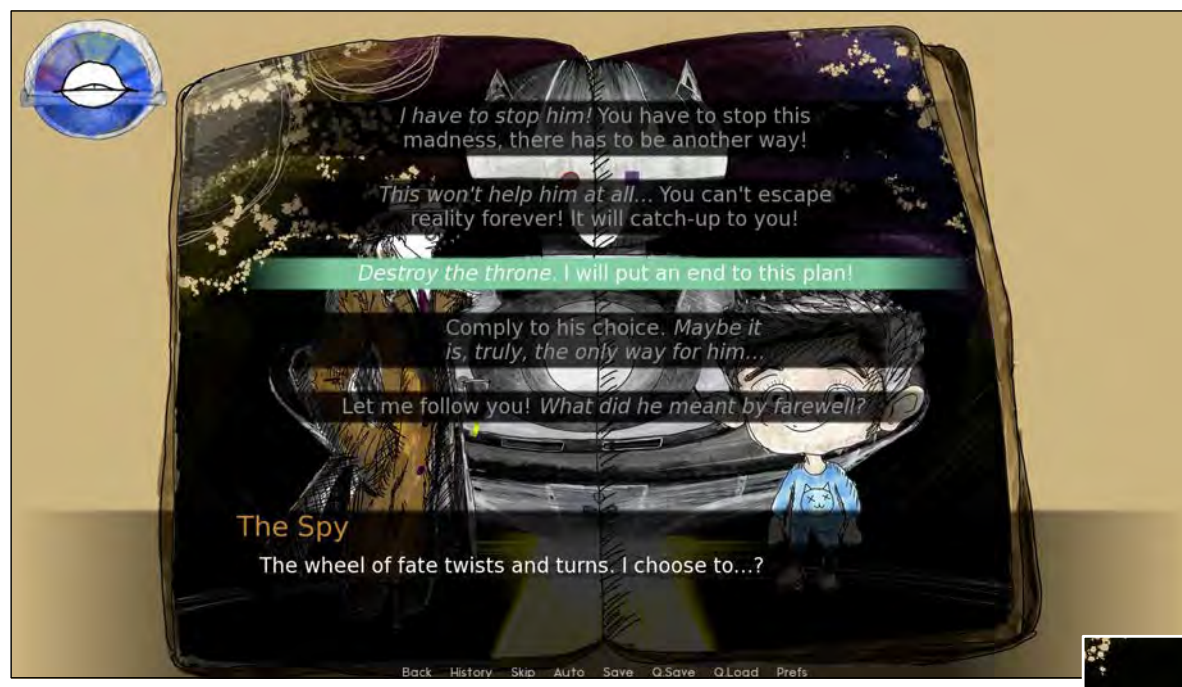 I have to stop him! You have to stop this
madness, there has to be another way!
This won't help him at all... You can't escape
reality forever! It will catch-up to you!
Destroy the throne. I will put an end to this plan!
Comply to his choice. Maybe it
is, truly, the only way for him...
Let me follow you! What did he meant by farewell?
The Spy
The wheel of fate twists and turns. I choose to...?
Back History Skip Auto Save Q.Save Q.Load Prefs